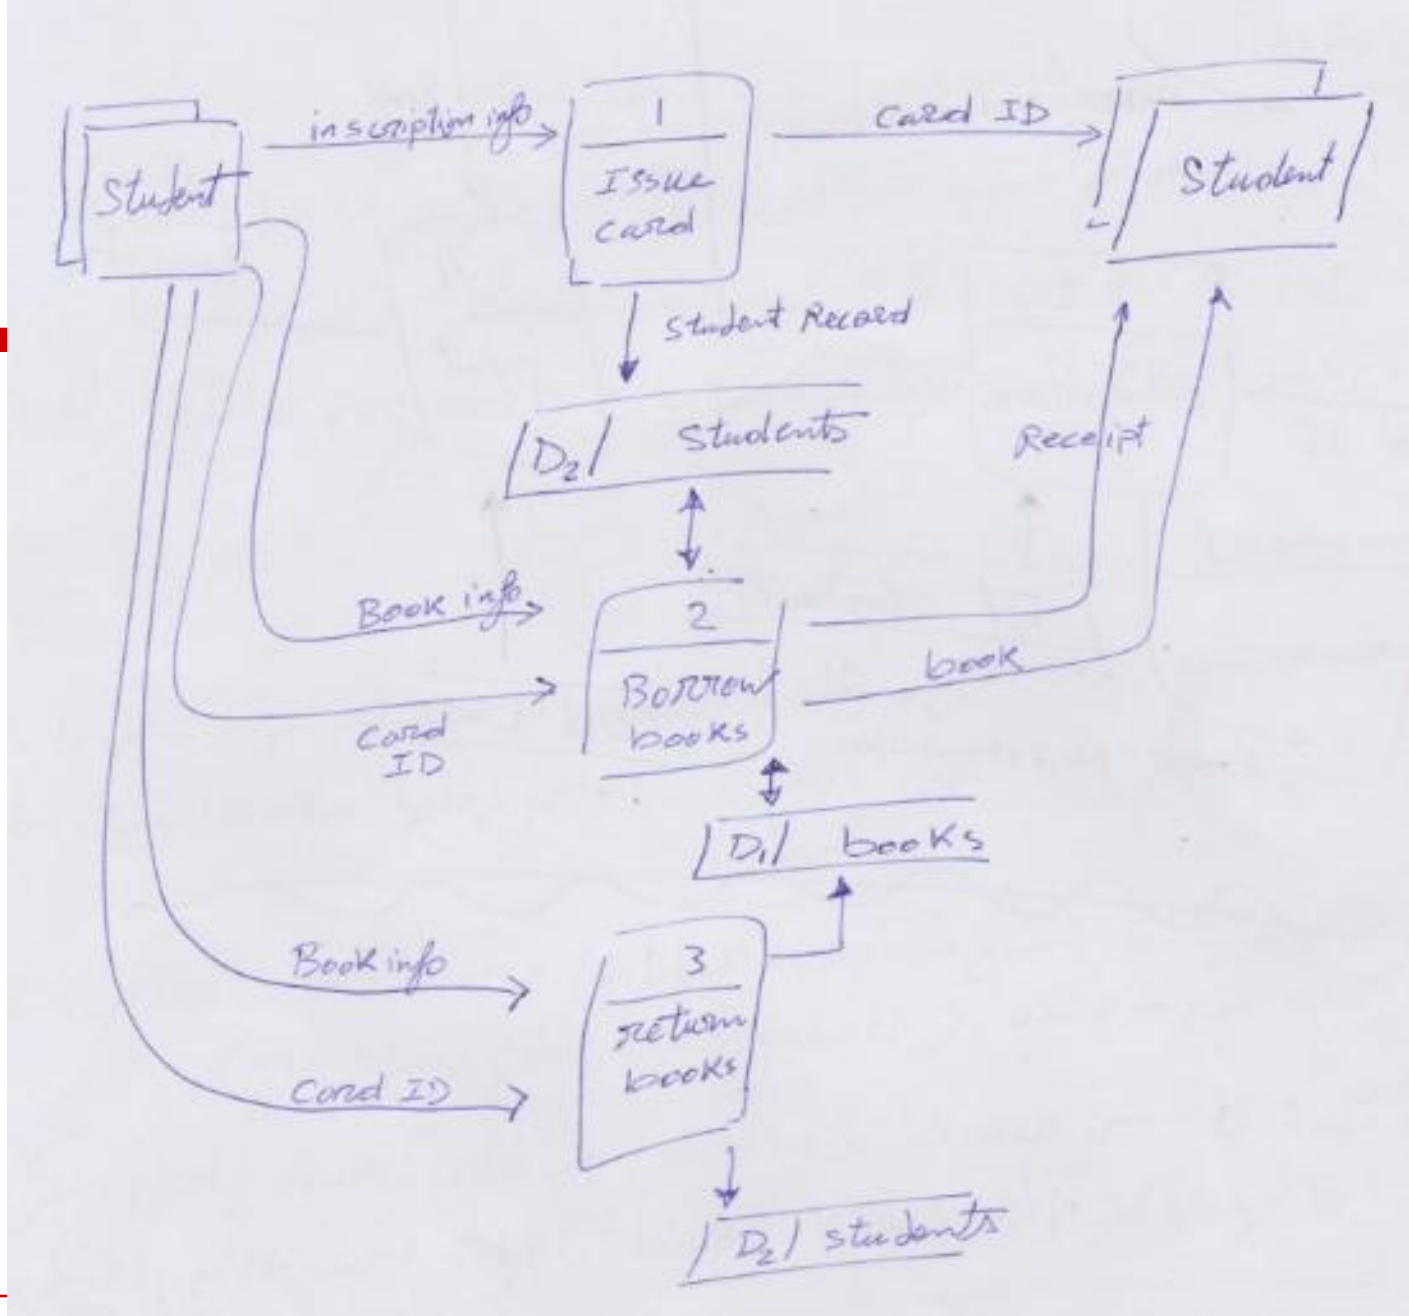 inscription info
1
Card ID
Student
Issue
card
Student
Student Record
D2 Students
Receipt
Book info
2
book
Borrow
books
Card
ID
D1 books
Book info
3
return
books
Card ID
D2 students